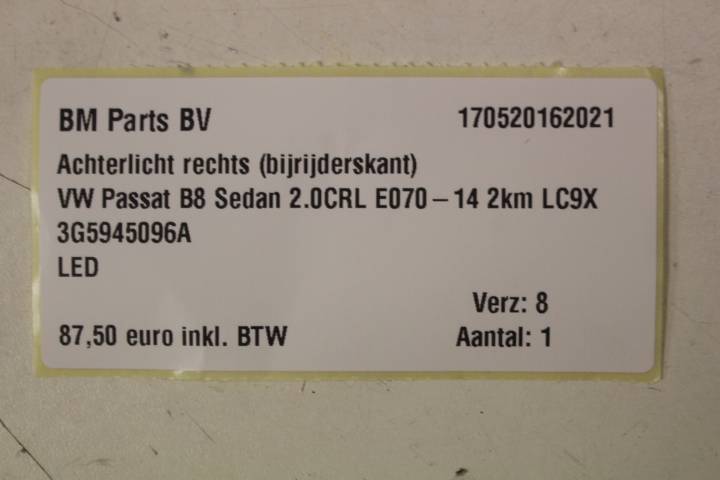 BM Parts BV 170520162021
Achterlicht rechts (bijrijderskant)
VW Passat B8 Sedan 2.0CRL E070 – 14 2km LC9X
3G5945096A
LED
Verz: 8
87,50 euro inkl. BTW Aantal: 1